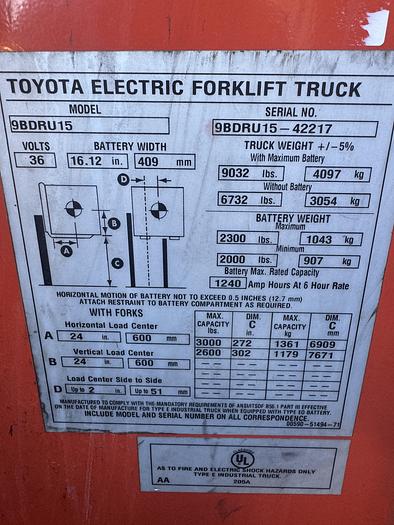 TOYOTA ELECTRIC FORKLIFT TRUCK
MODEL SERIAL NO.
9BDRU15 9BDRU15-42217
VOLTS BATTERY WIDTH
36 16.12 in. 409 mm
TRUCK WEIGHT +/-5%
With Maximum Battery
9032 lbs. 4097 kg
Without Battery
6732 lbs. 3054 kg
BATTERY WEIGHT
Maximum
2300 lbs. 1043 kg
Minimum
2000 lbs. 907 kg
Battery Max. Rated Capacity
1240 Amp Hours At 6 Hour Rate
D
B
A
C
HORIZONTAL MOTION OF BATTERY NOT TO EXCEED 0.5 INCHES (12.7 mm)
ATTACH RESTRAINT TO BATTERY COMPARTMENT AS REQUIRED.
WITH FORKS
Horizontal Load Center
A 24 in. 600 mm
Vertical Load Center
B 24 in. 600 mm
Load Center Side to Side
D Up to 2 in. Up to 51 mm
MAX. CAPACITY lbs. DIM. C in. MAX. CAPACITY kg DIM. C mm
3000 272 1361 6909
2600 302 1179 7671
MANUFACTURED TO COMPLY WITH THE MANDATORY REQUIREMENTS OF ANSI/ITSDF B56.1 PART III EFFECTIVE
ON THE DATE OF MANUFACTURE FOR TYPE E INDUSTRIAL TRUCK WHEN EQUIPPED WITH TYPE EO BATTERY.
INCLUDE MODEL AND SERIAL NUMBER ON ALL CORRESPONDENCE.
00590-51494-71
UL
AS TO FIRE AND ELECTRIC SHOCK HAZARDS ONLY
TYPE E INDUSTRIAL TRUCK.
AA 205A